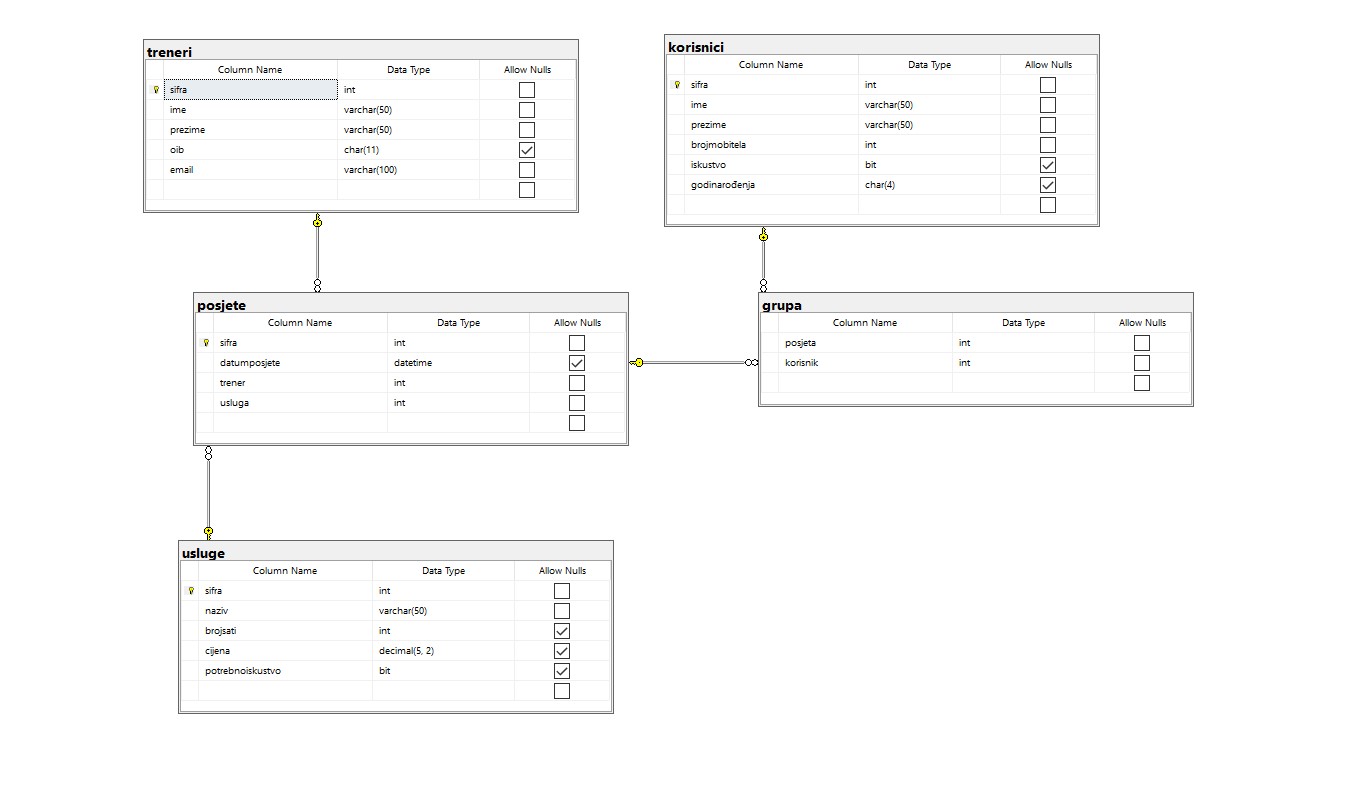 treneri
Column Name Data Type Allow Nulls
sifra int
ime varchar(50)
prezime varchar(50)
oib char(11)
email varchar(100)
korisnici
Column Name Data Type Allow Nulls
sifra int
ime varchar(50)
prezime varchar(50)
brojmobitela int
iskustvo bit
godinarođenja char(4)
posjete
Column Name Data Type Allow Nulls
sifra int
datumposjete datetime
trener int
usluga int
grupa
Column Name Data Type Allow Nulls
posjeta int
korisnik int
usluge
Column Name Data Type Allow Nulls
sifra int
naziv varchar(50)
brojsati int
cijena decimal(5, 2)
potrebnoiskustvo bit